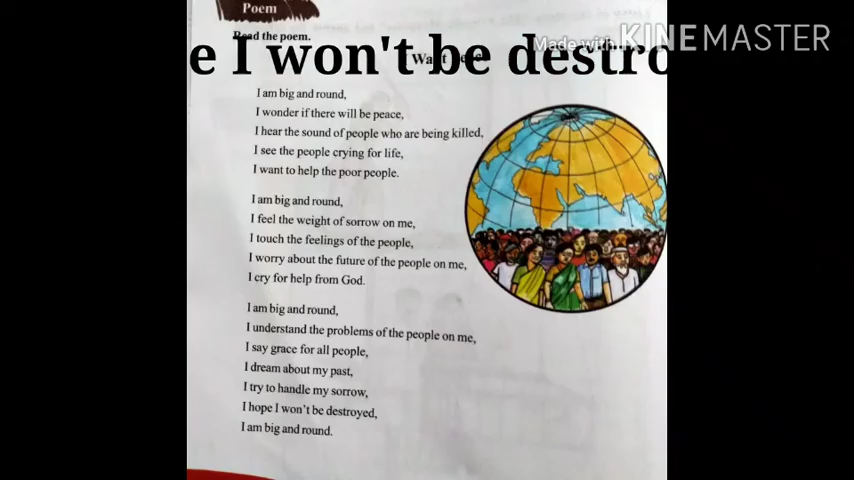 Poem
Read the poem.
Made with KINEMASTER
e I won't be destro
I am big and round,
I wonder if there will be peace,
I hear the sound of people who are being killed,
I see the people crying for life,
I want to help the poor people.
I am big and round,
I feel the weight of sorrow on me,
I touch the feelings of the people,
I worry about the future of the people on me,
I cry for help from God.
I am big and round,
I understand the problems of the people on me,
I say grace for all people,
I dream about my past,
I try to handle my sorrow,
I hope I won't be destroyed,
I am big and round.